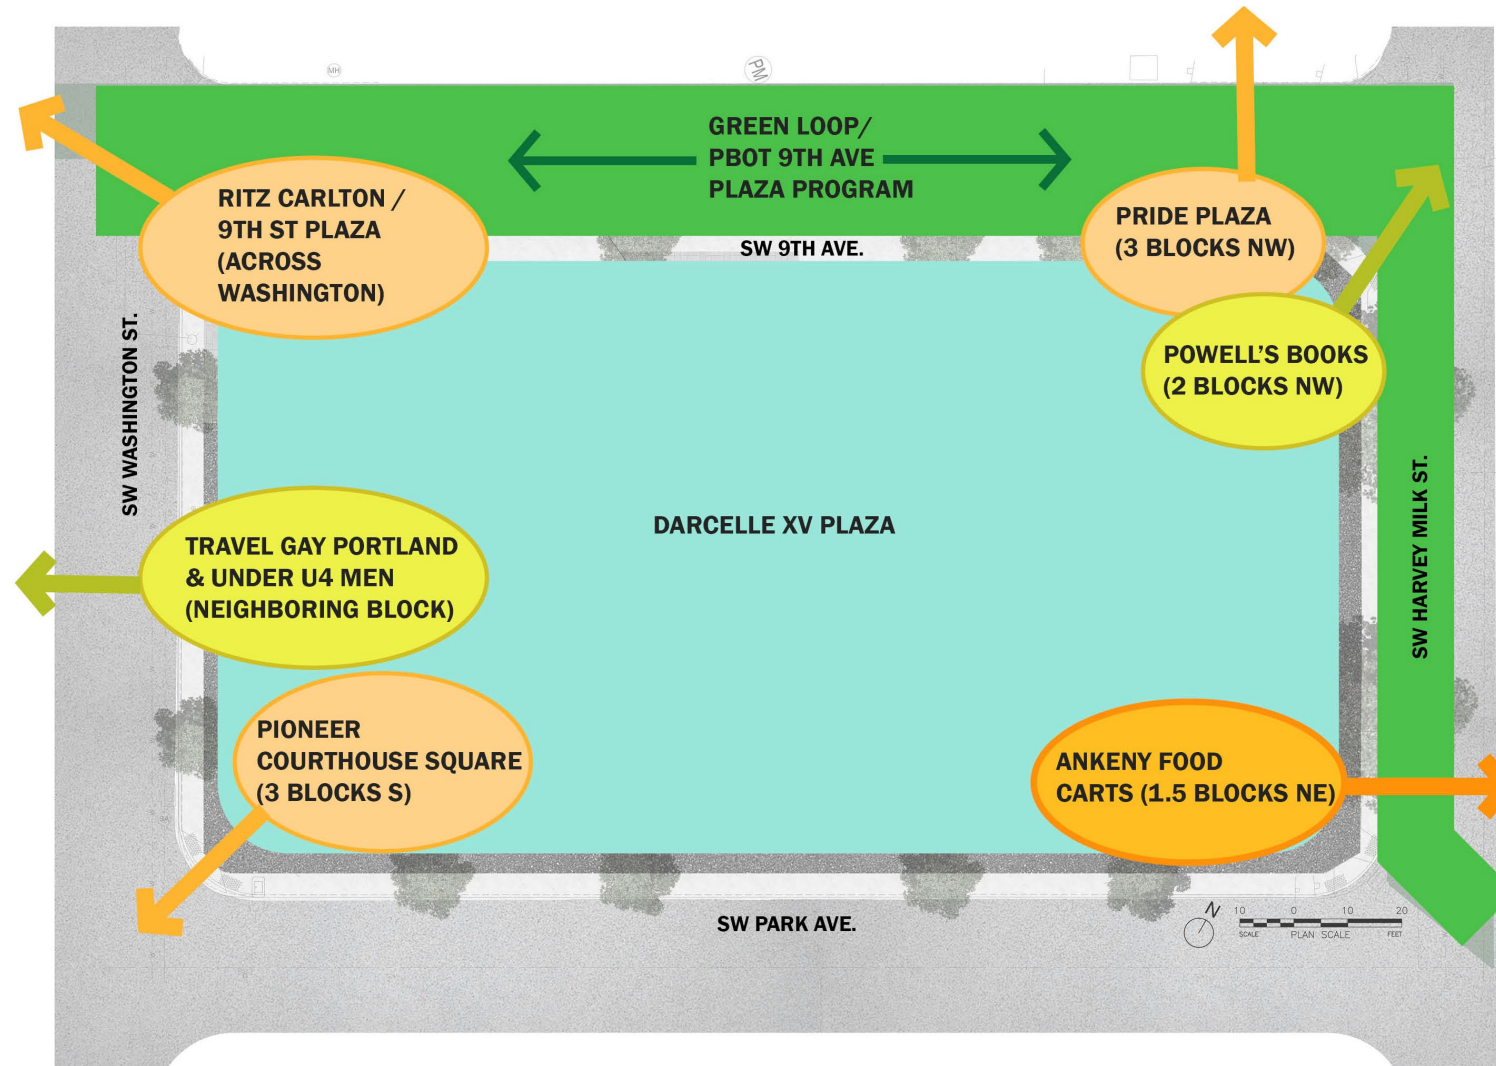 MH
PM
GREEN LOOP/
PBOT 9TH AVE
PLAZA PROGRAM
RITZ CARLTON /
9TH ST PLAZA
(ACROSS
WASHINGTON)
PRIDE PLAZA
(3 BLOCKS NW)
SW 9TH AVE.
POWELL'S BOOKS
(2 BLOCKS NW)
SW WASHINGTON ST.
DARCELLE XV PLAZA
SW HARVEY MILK ST.
TRAVEL GAY PORTLAND
& UNDER U4 MEN
(NEIGHBORING BLOCK)
PIONEER
COURTHOUSE SQUARE
(3 BLOCKS S)
ANKENY FOOD
CARTS (1.5 BLOCKS NE)
SW PARK AVE.
N
10 0 10 20
SCALE PLAN SCALE FEET